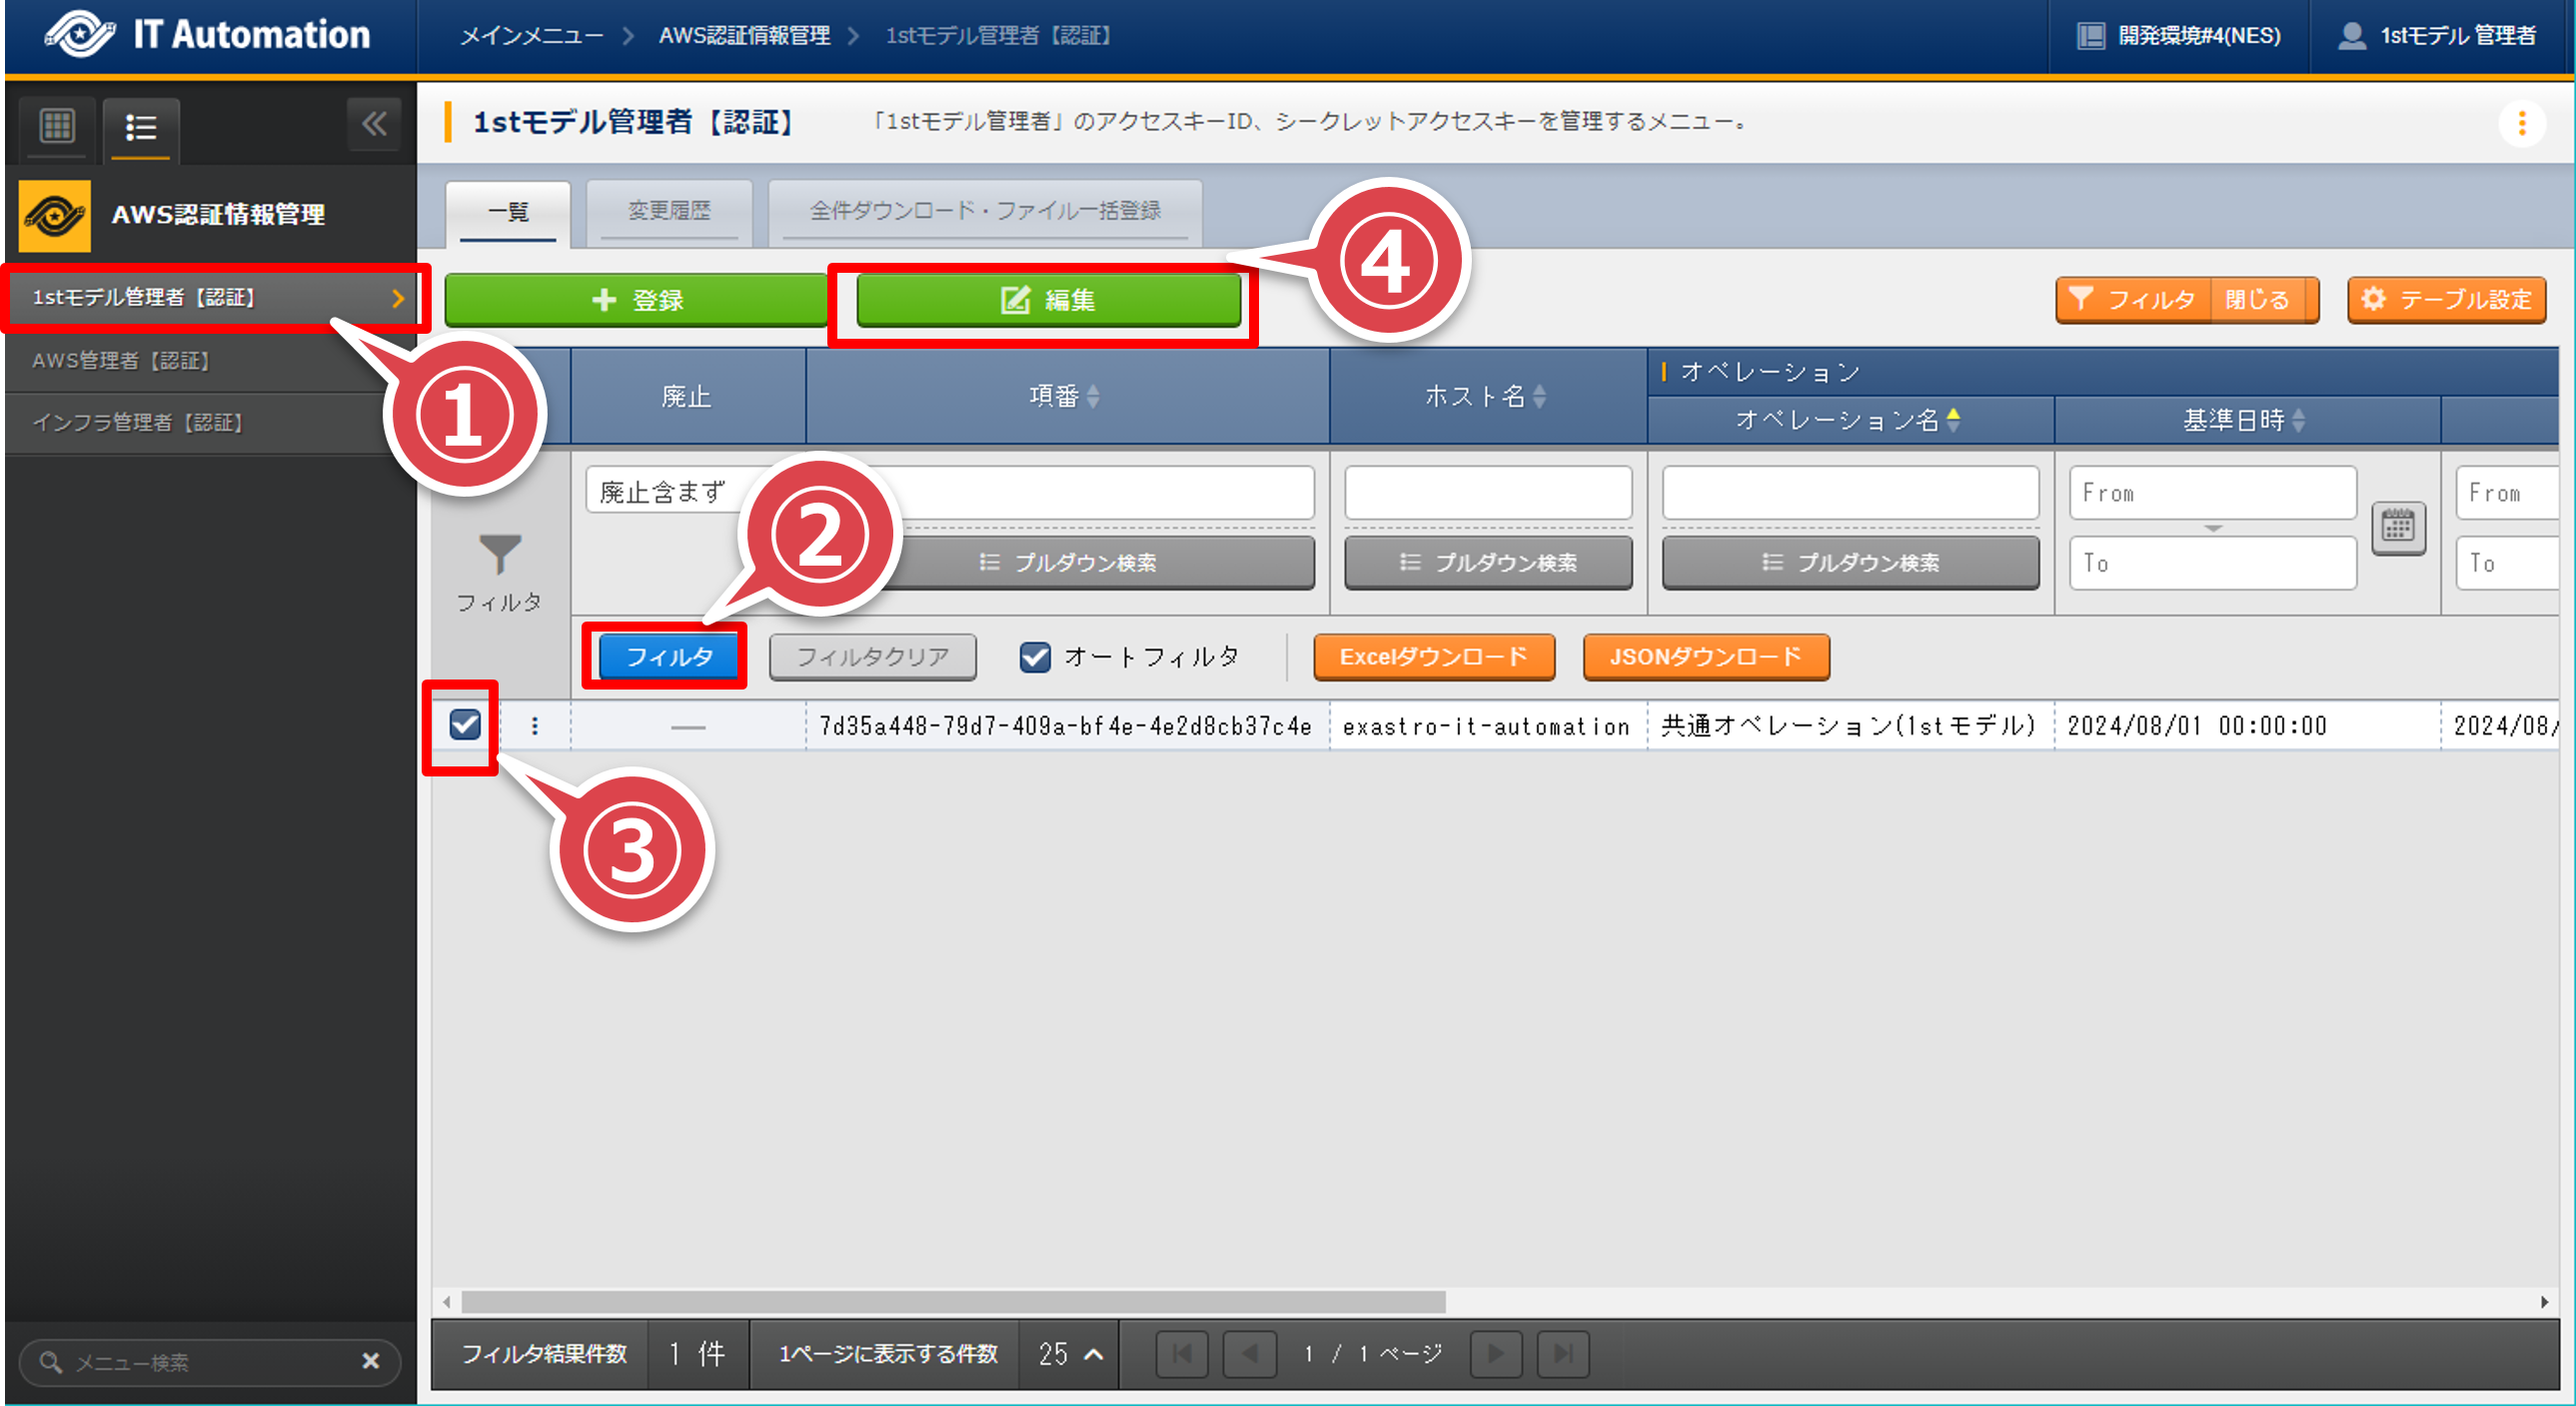 IT Automation
メインメニュー > AWS認証情報管理 > 1stモデル管理者【認証】
開発環境#4(NES)
1stモデル 管理者
AWS認証情報管理
1stモデル管理者【認証】
AWS管理者【認証】
インフラ管理者【認証】
メニュー検索
1stモデル管理者【認証】
「1stモデル管理者」のアクセスキーID、シークレットアクセスキーを管理するメニュー。
一覧
変更履歴
全件ダウンロード・ファイル一括登録
登録
編集
フィルタ 閉じる
テーブル設定
①
②
③
④
廃止
項番
ホスト名
オペレーション
オペレーション名
基準日時
フィルタ
廃止含まず
プルダウン検索
プルダウン検索
プルダウン検索
From
To
From
To
フィルタ
フィルタクリア
オートフィルタ
Excelダウンロード
JSONダウンロード
—
7d35a448-79d7-409a-bf4e-4e2d8cb37c4e
exastro-it-automation
共通オペレーション(1stモデル)
2024/08/01 00:00:00
2024/08/
フィルタ結果件数 1 件
1ページに表示する件数 25
1 / 1 ページ